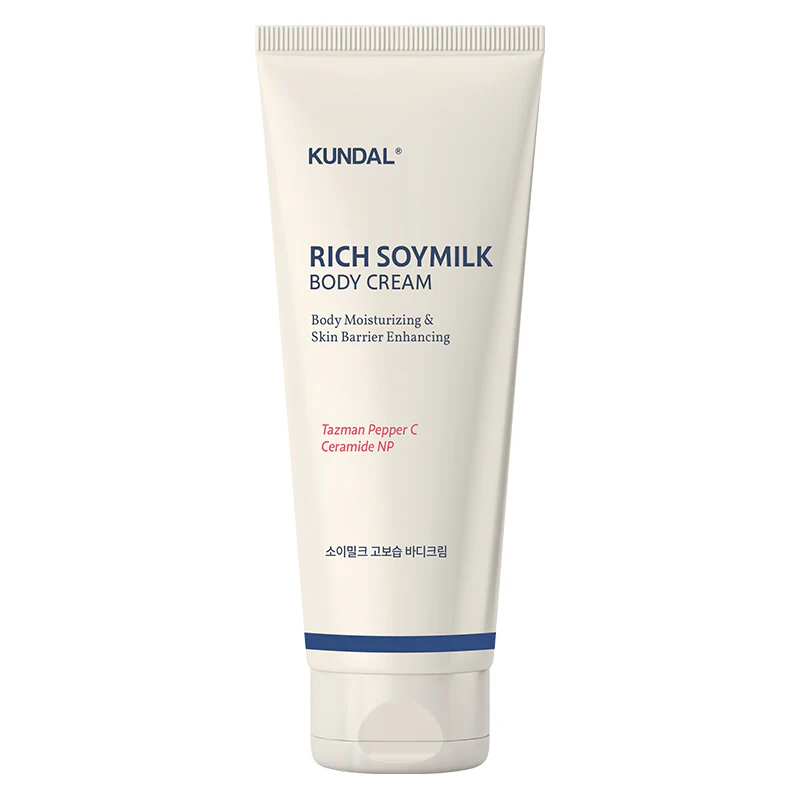 KUNDAL®
RICH SOYMILK
BODY CREAM
Body Moisturizing &
Skin Barrier Enhancing
Tazman Pepper C
Ceramide NP
소이밀크 고보습 바디크림